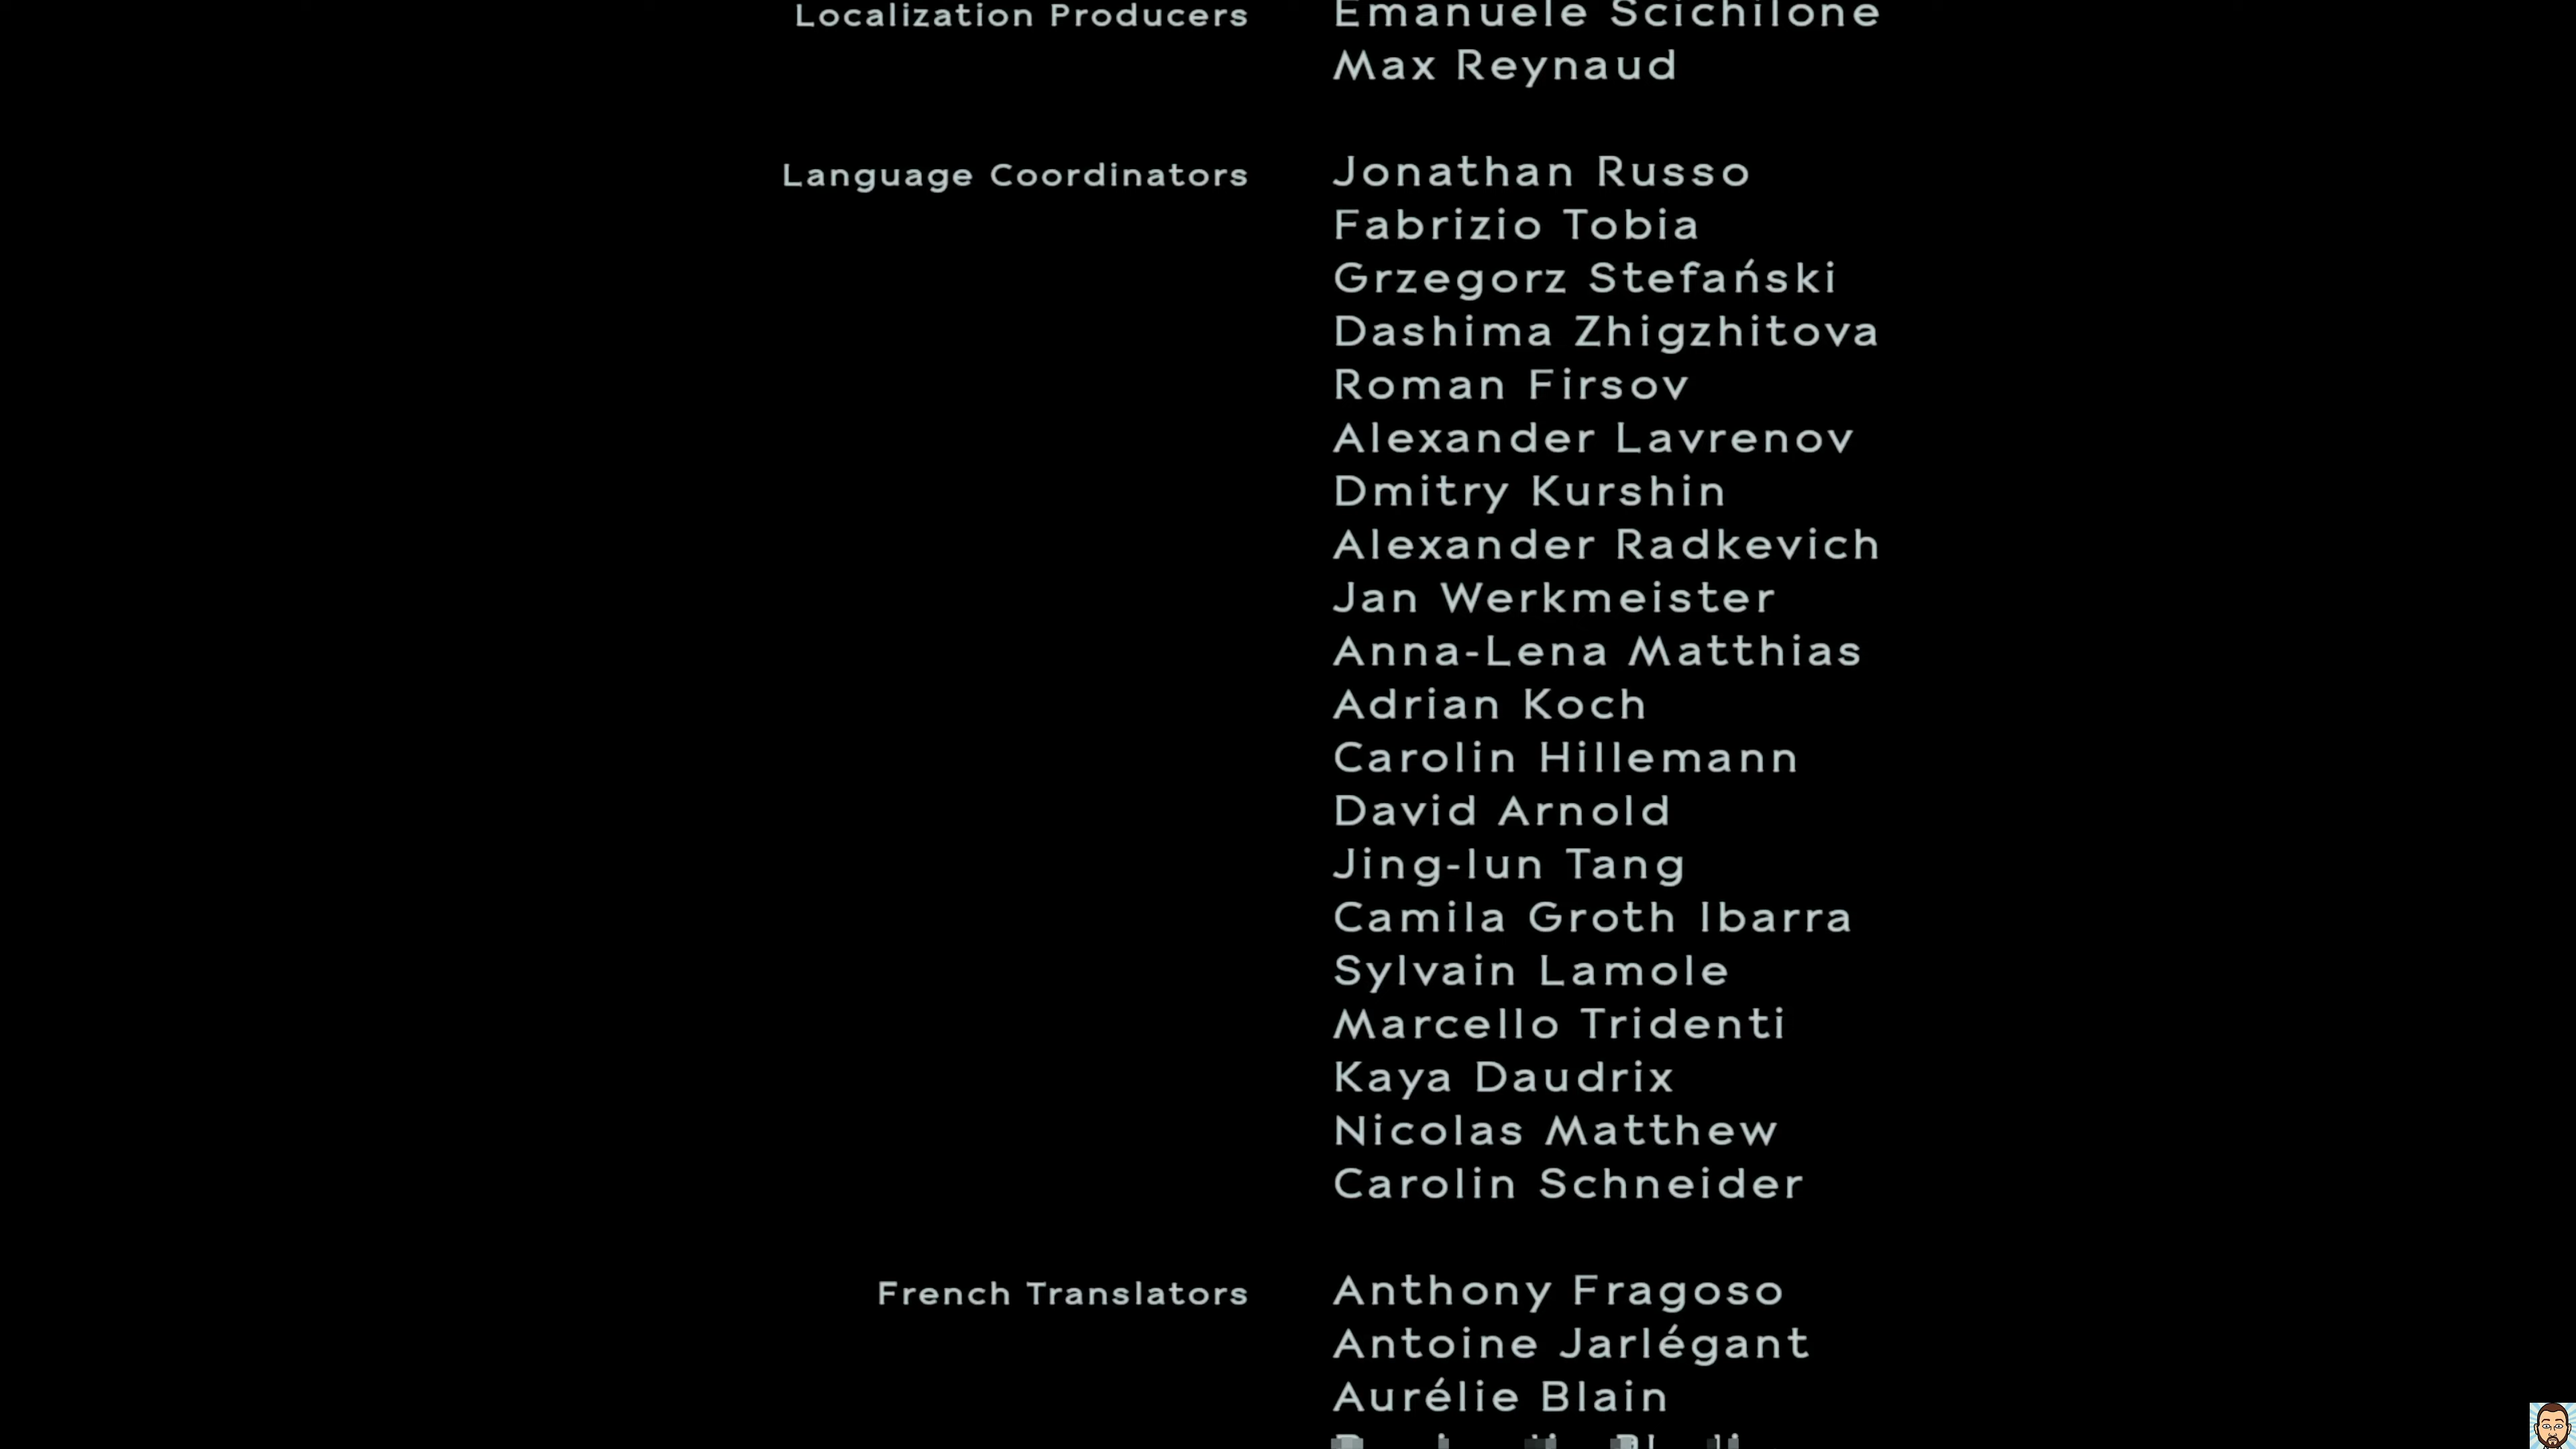 Localization Producers Emanuele Scichilone
Max Reynaud
Language Coordinators Jonathan Russo
Fabrizio Tobia
Grzegorz Stefański
Dashima Zhigzhitova
Roman Firsov
Alexander Lavrenov
Dmitry Kurshin
Alexander Radkevich
Jan Werkmeister
Anna-Lena Matthias
Adrian Koch
Carolin Hillemann
David Arnold
Jing-lun Tang
Camila Groth Ibarra
Sylvain Lamole
Marcello Tridenti
Kaya Daudrix
Nicolas Matthew
Carolin Schneider
French Translators Anthony Fragoso
Antoine Jarlégant
Aurélie Blain